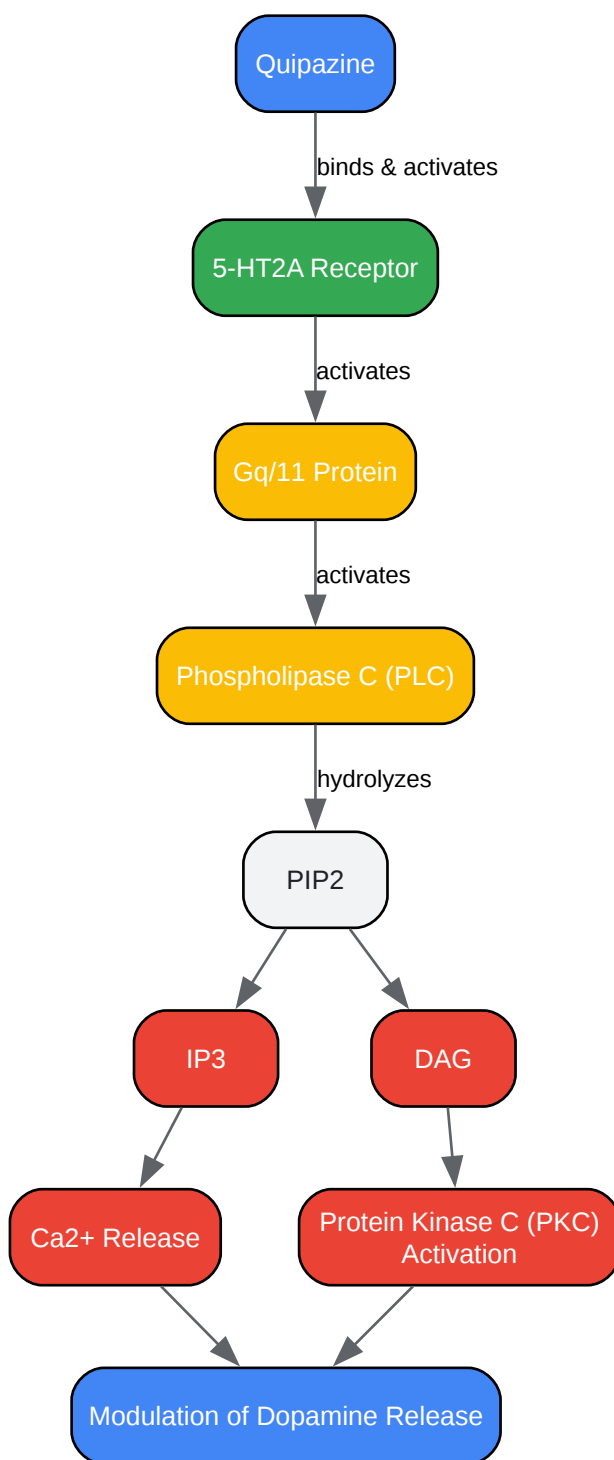 Quipazine
binds & activates
5-HT2A Receptor
activates
Gq/11 Protein
activates
Phospholipase C (PLC)
hydrolyzes
PIP2
IP3
DAG
Ca2+ Release
Protein Kinase C (PKC)
Activation
Modulation of Dopamine Release